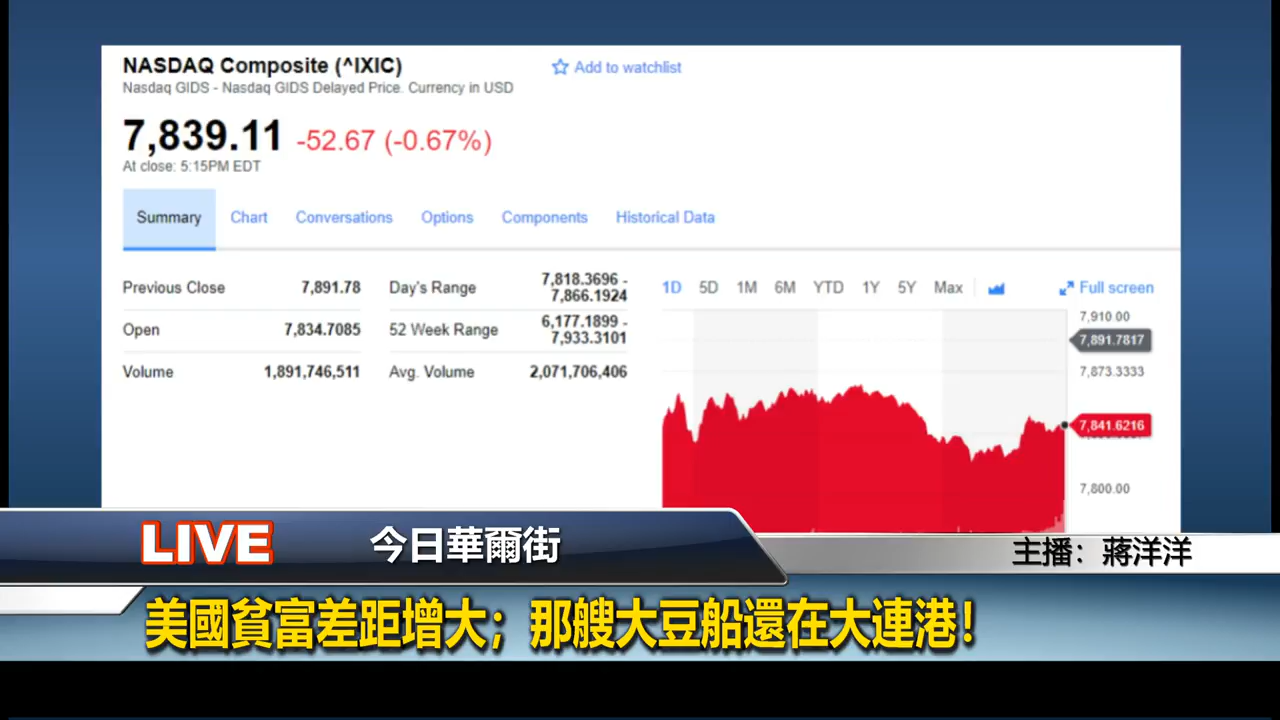 NASDAQ Composite (^IXIC)
Add to watchlist
Nasdaq GIDS - Nasdaq GIDS Delayed Price. Currency in USD
7,839.11 -52.67 (-0.67%)
At close: 5:15PM EDT
Summary Chart Conversations Options Components Historical Data
Previous Close 7,891.78
Open 7,834.7085
Volume 1,891,746,511
Day's Range 7,818.3696 -
7,866.1924
52 Week Range 6,177.1899 -
7,933.3101
Avg. Volume 2,071,706,406
1D 5D 1M 6M YTD 1Y 5Y Max Full screen
7,910.00
7,891.7817
7,873.3333
7,841.6216
7,800.00
LIVE 今日華爾街
主播：蔣洋洋
美國貧富差距增大；那艘大豆船還在大連港！